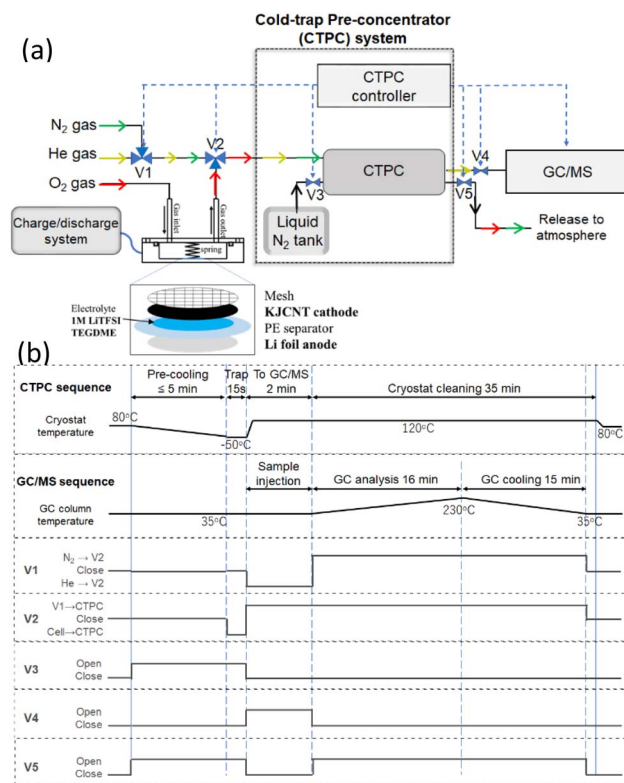 (a)
Cold-trap Pre-concentrator
(CTPC) system
CTPC
controller
N₂ gas
He gas
O₂ gas
V1
V2
V3
V4
V5
CTPC
GC/MS
Liquid
N₂ tank
Release to
atmosphere
Charge/discharge
system
Gas inlet
Gas outlet
spring
Electrolyte
1M LiTFSI
TEGDME
Mesh
KJCNT cathode
PE separator
Li foil anode
(b)
CTPC sequence
Pre-cooling
≤ 5 min
Trap
15s
To GC/MS
2 min
Cryostat cleaning 35 min
Cryostat
temperature
80°C
-50°C
120°C
80°C
GC/MS sequence
Sample
injection
GC analysis 16 min
GC cooling 15 min
GC column
temperature
35°C
230°C
35°C
V1
N₂ → V2
Close
He → V2
V2
V1→CTPC
Close
Cell→CTPC
V3
Open
Close
V4
Open
Close
V5
Open
Close